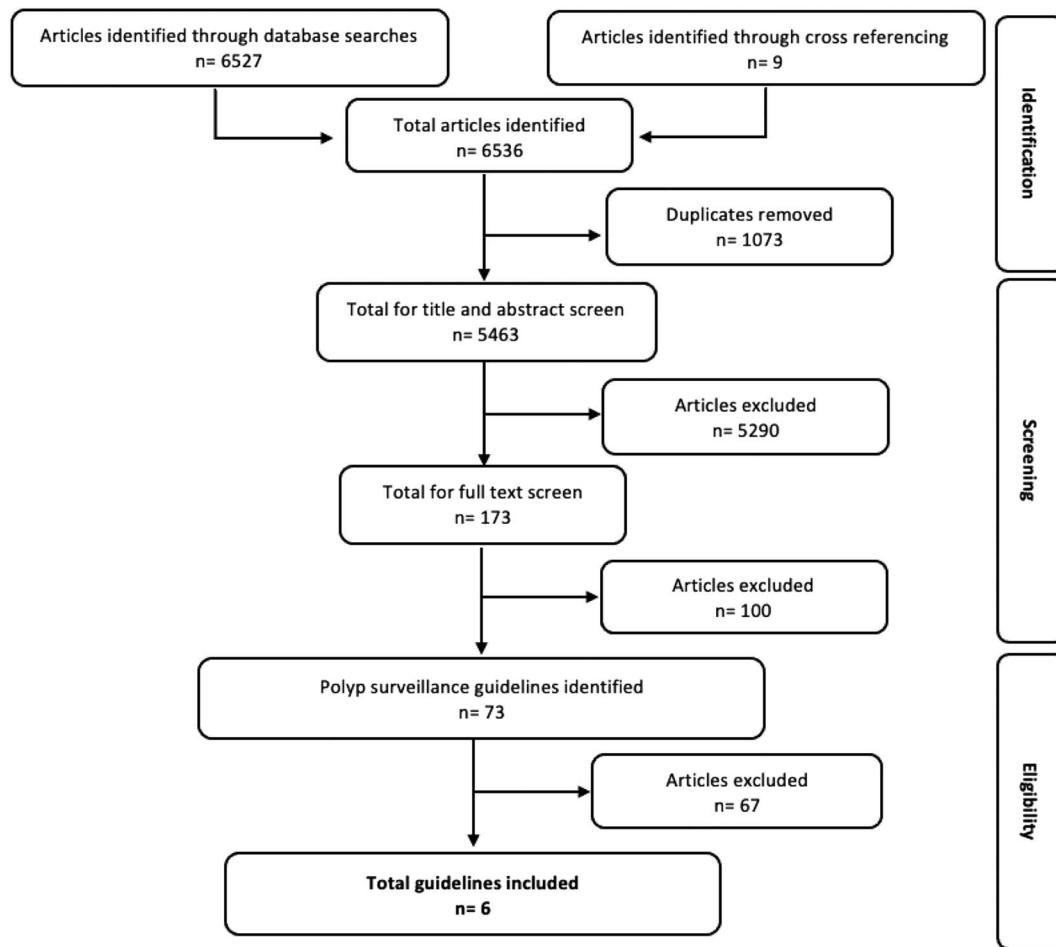 Articles identified through database searches
n= 6527
Articles identified through cross referencing
n= 9
Total articles identified
n= 6536
Duplicates removed
n= 1073
Identification
Total for title and abstract screen
n= 5463
Articles excluded
n= 5290
Total for full text screen
n= 173
Articles excluded
n= 100
Screening
Polyp surveillance guidelines identified
n= 73
Articles excluded
n= 67
Total guidelines included
n= 6
Eligibility